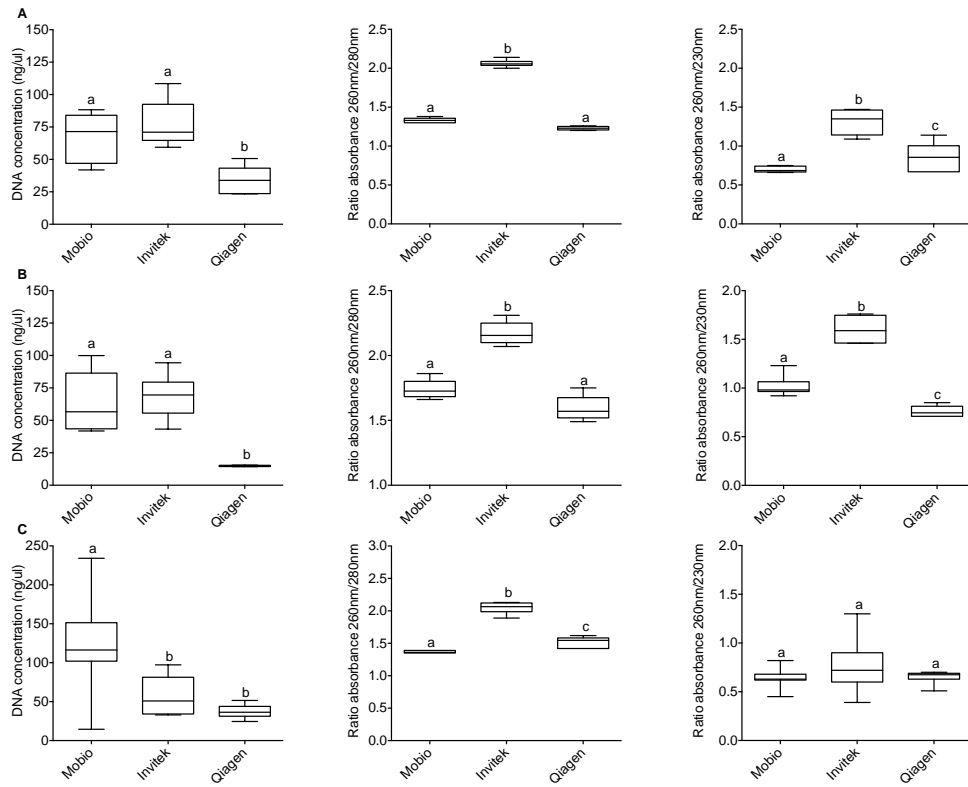 A
DNA concentration (ng/ul)
150
125
100
75
50
25
0
a
a
b
Mobio
Invitek
Qiagen
Ratio absorbance 260nm/280nm
2.5
2.0
1.5
1.0
0.5
0.0
a
b
a
Mobio
Invitek
Qiagen
Ratio absorbance 260nm/230nm
2.5
2.0
1.5
1.0
0.5
0.0
a
b
c
Mobio
Invitek
Qiagen
B
DNA concentration (ng/ul)
150
125
100
75
50
25
0
a
a
b
Mobio
Invitek
Qiagen
Ratio absorbance 260nm/280nm
2.5
2.0
1.5
1.0
a
b
a
Mobio
Invitek
Qiagen
Ratio absorbance 260nm/230nm
2.0
1.5
1.0
0.5
0.0
a
b
c
Mobio
Invitek
Qiagen
C
DNA concentration (ng/ul)
250
200
150
100
50
0
a
b
b
Mobio
Invitek
Qiagen
Ratio absorbance 260nm/280nm
3.0
2.5
2.0
1.5
1.0
0.5
0.0
a
b
c
Mobio
Invitek
Qiagen
Ratio absorbance 260nm/230nm
2.0
1.5
1.0
0.5
0.0
a
a
a
Mobio
Invitek
Qiagen